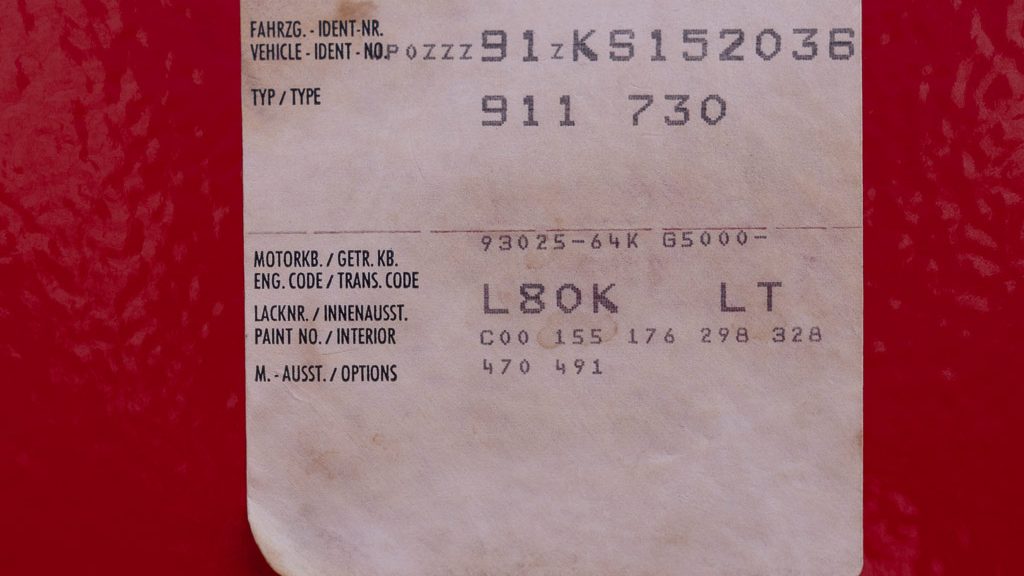 FAHRZG. - IDENT-NR.
VEHICLE - IDENT - NO. P0ZZZ 91 Z KS152036
TYP / TYPE 911 730
93025-64K G5000-
MOTORKB. / GETR. KB.
ENG. CODE / TRANS. CODE
L80K LT
LACKNR. / INNENAUSST.
PAINT NO. / INTERIOR C00 155 176 298 328
M. - AUSST. / OPTIONS 470 491